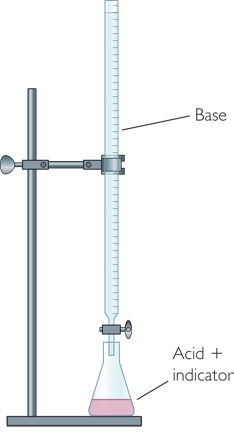 Base
Acid +
indicator